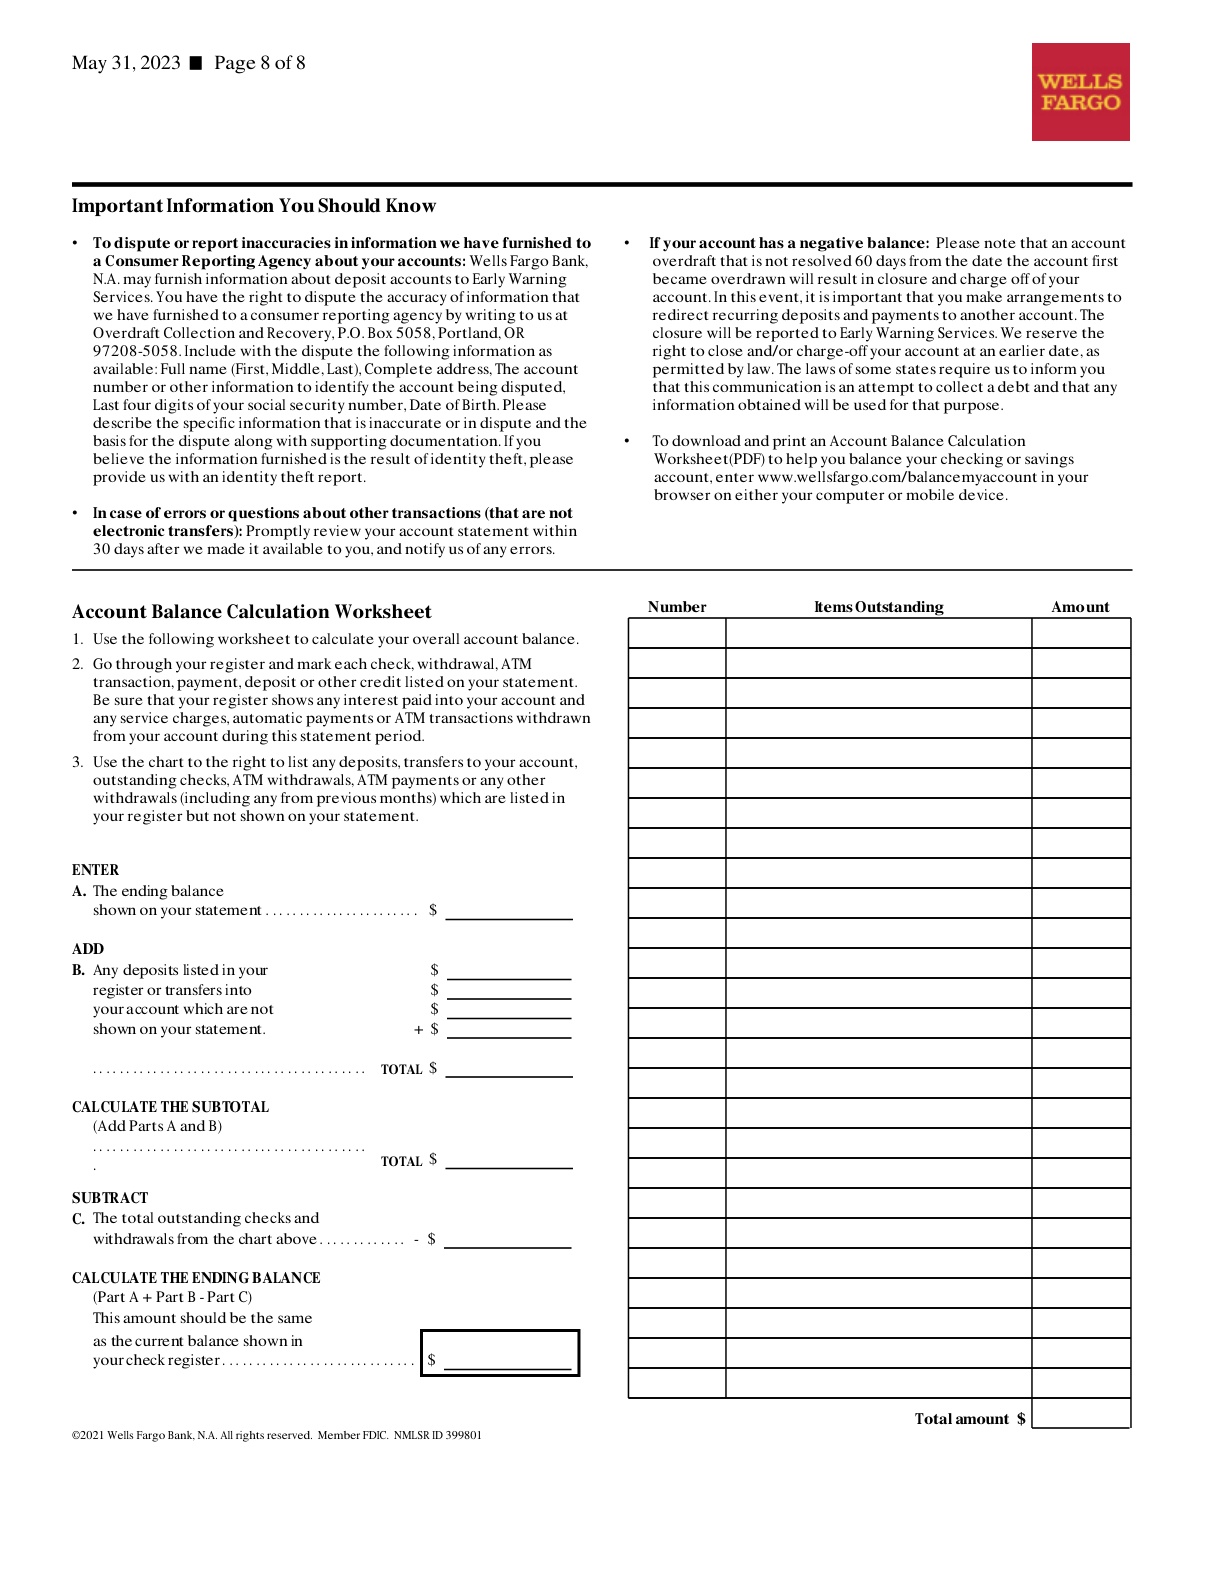 May 31, 2023 ■ Page 8 of 8
WELLS
FARGO
Important Information You Should Know
• To dispute or report inaccuracies in information we have furnished to
a Consumer Reporting Agency about your accounts: Wells Fargo Bank,
N.A. may furnish information about deposit accounts to Early Warning
Services. You have the right to dispute the accuracy of information that
we have furnished to a consumer reporting agency by writing to us at
Overdraft Collection and Recovery, P.O. Box 5058, Portland, OR
97208-5058. Include with the dispute the following information as
available: Full name (First, Middle, Last), Complete address, The account
number or other information to identify the account being disputed,
Last four digits of your social security number, Date of Birth. Please
describe the specific information that is inaccurate or in dispute and the
basis for the dispute along with supporting documentation. If you
believe the information furnished is the result of identity theft, please
provide us with an identity theft report.
• In case of errors or questions about other transactions (that are not
electronic transfers): Promptly review your account statement within
30 days after we made it available to you, and notify us of any errors.
• If your account has a negative balance: Please note that an account
overdraft that is not resolved 60 days from the date the account first
became overdrawn will result in closure and charge off of your
account. In this event, it is important that you make arrangements to
redirect recurring deposits and payments to another account. The
closure will be reported to Early Warning Services. We reserve the
right to close and/or charge-off your account at an earlier date, as
permitted by law. The laws of some states require us to inform you
that this communication is an attempt to collect a debt and that any
information obtained will be used for that purpose.
• To download and print an Account Balance Calculation
Worksheet(PDF) to help you balance your checking or savings
account, enter www.wellsfargo.com/balancemyaccount in your
browser on either your computer or mobile device.
Account Balance Calculation Worksheet
1. Use the following worksheet to calculate your overall account balance.
2. Go through your register and mark each check, withdrawal, ATM
transaction, payment, deposit or other credit listed on your statement.
Be sure that your register shows any interest paid into your account and
any service charges, automatic payments or ATM transactions withdrawn
from your account during this statement period.
3. Use the chart to the right to list any deposits, transfers to your account,
outstanding checks, ATM withdrawals, ATM payments or any other
withdrawals (including any from previous months) which are listed in
your register but not shown on your statement.
ENTER
A. The ending balance
shown on your statement . . . . . . . . . . . . . . . . . . . . . . . $
ADD
B. Any deposits listed in your $
register or transfers into $
your account which are not $
shown on your statement. + $
. . . . . . . . . . . . . . . . . . . . . . . . . . . . . . . . . . . . . . . . . TOTAL $
CALCULATE THE SUBTOTAL
(Add Parts A and B)
. . . . . . . . . . . . . . . . . . . . . . . . . . . . . . . . . . . . . . . . .
. TOTAL $
SUBTRACT
C. The total outstanding checks and
withdrawals from the chart above . . . . . . . . . . . . . - $
CALCULATE THE ENDING BALANCE
(Part A + Part B - Part C)
This amount should be the same
as the current balance shown in
your check register . . . . . . . . . . . . . . . . . . . . . . . . . . . . . $
Number Items Outstanding Amount
Total amount $
©2021 Wells Fargo Bank, N.A. All rights reserved. Member FDIC. NMLSR ID 399801